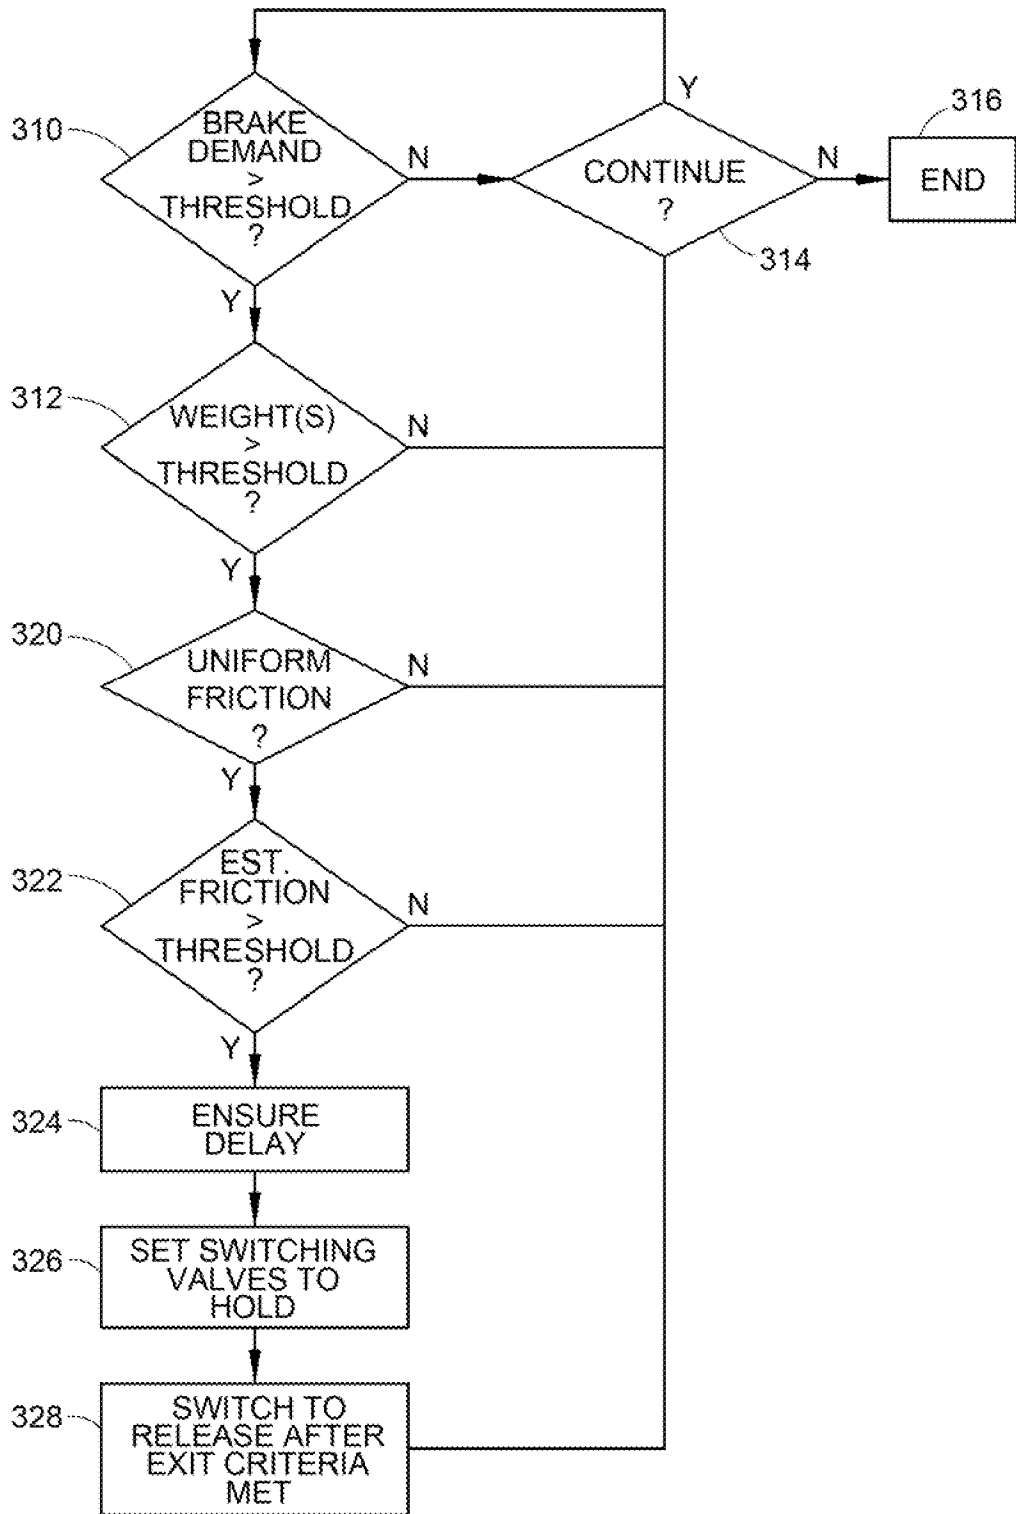 310
BRAKE
DEMAND
>
THRESHOLD
?
N
Y
Y
CONTINUE
?
N
314
316
END
312
WEIGHT(S)
>
THRESHOLD
?
N
Y
320
UNIFORM
FRICTION
?
N
Y
322
EST.
FRICTION
>
THRESHOLD
?
N
Y
324
ENSURE
DELAY
326
SET SWITCHING
VALVES TO
HOLD
328
SWITCH TO
RELEASE AFTER
EXIT CRITERIA
MET